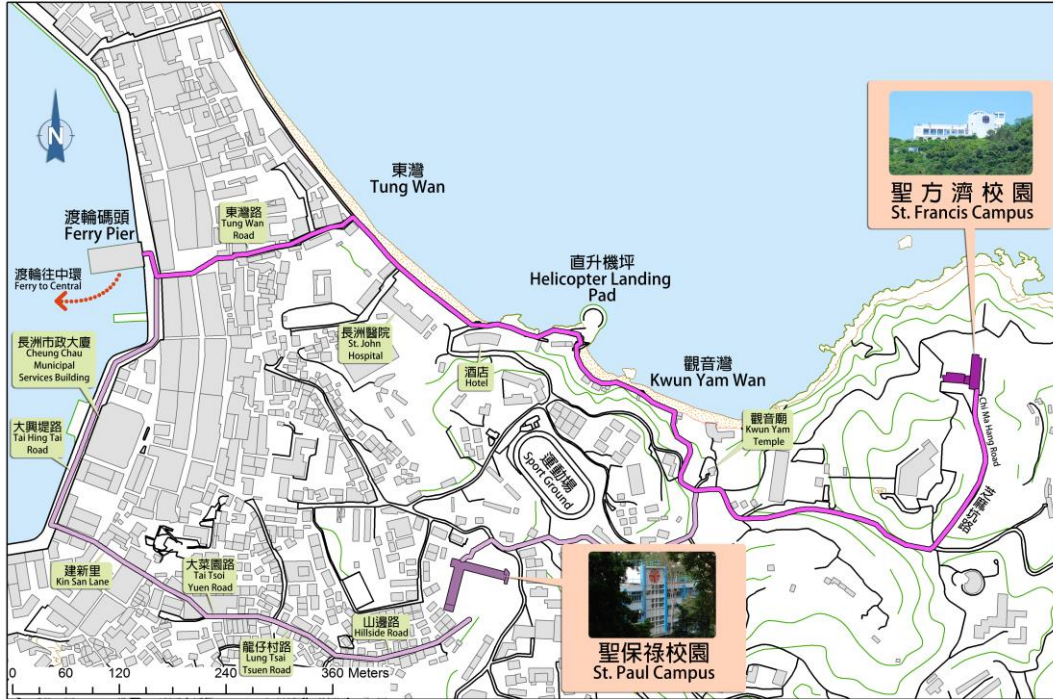 N
東灣
Tung Wan
聖方濟校園
St. Francis Campus
渡輪碼頭
Ferry Pier
東灣路
Tung Wan
Road
渡輪往中環
Ferry to Central
直升機坪
Helicopter Landing
Pad
長洲市政大廈
Cheung Chau
Municipal
Services Building
長洲醫院
St. John
Hospital
酒店
Hotel
觀音灣
Kwun Yam Wan
觀音廟
Kwun Yam
Temple
Chi Ma Hang Road
大興堤路
Tai Hing Tai
Road
運動場
Sport Ground
建新里
Kin San Lane
大菜園路
Tai Tsoi
Yuen Road
山邊路
Hillside Road
龍仔村路
Lung Tsai
Tsuen Road
聖保祿校園
St. Paul Campus
0 60 120 240 360 Meters